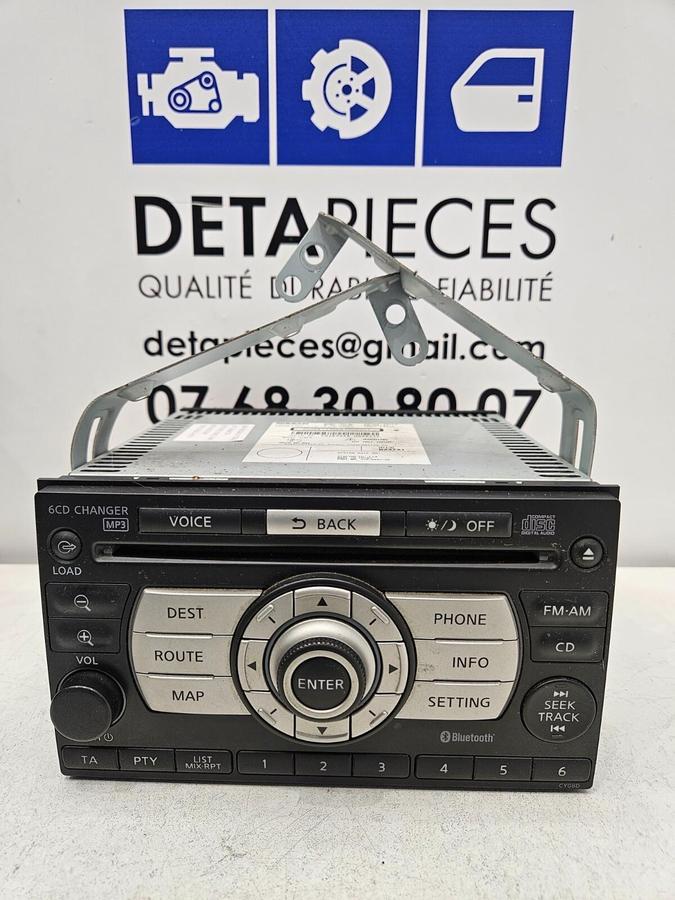 DETAPIECES
QUALITÉ FIABILITÉ
detapieces@gmail.com
07 68 30 80 07
6CD CHANGER
MP3
VOICE
BACK
OFF
COMPACT
disc
DIGITAL AUDIO
LOAD
DEST
ROUTE
MAP
ENTER
PHONE
INFO
SETTING
FM·AM
CD
VOL
SEEK
TRACK
Bluetooth
TA
PTY
LIST
MIX·RPT
1 2 3 4 5 6
CY08D